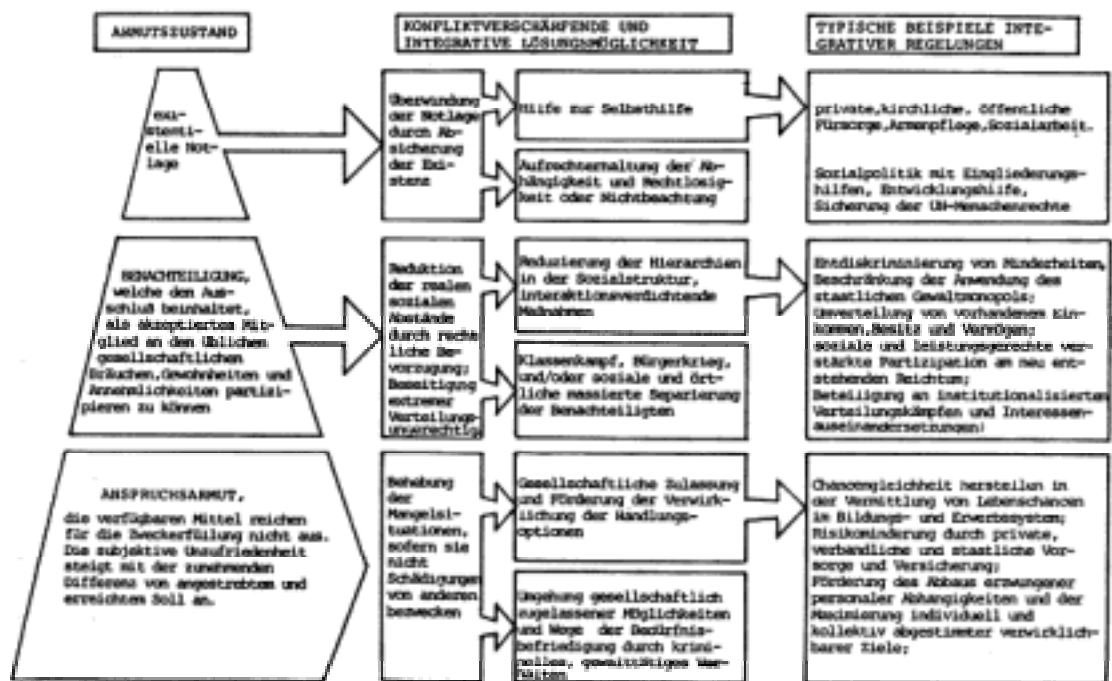 ARMUTSZUSTAND
KONFLIKTVERSCHÄRFENDE UND
INTEGRATIVE LÖSUNGSMÖGLICHKEIT
TYPISCHE BEISPIELE INTE-
GRATIVER REGELUNGEN
exi-
stenti-
elle Not-
lage
Überwindung
der Notlage
durch Ab-
sicherung
der Exi-
stenz
Hilfe zur Selbsthilfe
Aufrechterhaltung der Ab-
hängigkeit und Rechtlosig-
keit oder Nichtbeachtung
private,kirchliche, öffentliche
Fürsorge,Armenpflege,Sozialarbeit.
Sozialpolitik mit Eingliederungs-
hilfen, Entwicklungshilfe,
Sicherung der UN-Menschenrechte
BENACHTEILIGUNG,
welche den Aus-
schluß beinhaltet,
als akzeptiertes Mit-
glied an den üblichen
gesellschaftlichen
Bräuchen,Gewohnheiten und
Annehmlichkeiten partizi-
pieren zu können
Reduktion
der realen
sozialen
Abstände
durch recht-
liche Be-
vorzugung;
Beseitigung
extremer
Verteilungs-
Reduzierung der Hierarchien
in der Sozialstruktur,
interaktionsverdichtende
Maßnahmen
Klassenkampf, Bürgerkrieg,
und/oder soziale und ört-
liche massierte Separierung
der Benachteiligten
Entdiskriminierung von Minderheiten,
Beschränkung der Anwendung des
staatlichen Gewaltmonopols;
Umverteilung von vorhandenem Ein-
kommen,Besitz und Vermögen;
soziale und leistungsgerechte ver-
stärkte Partizipation am neu ent-
stehenden Reichtum;
Beteiligung an institutionalisierten
Verteilungskämpfen und Interessen-
auseinandersetzungen;
ANSPRUCHSARMUT,
die verfügbaren Mittel reichen
für die Zweckerfüllung nicht aus.
Die subjektive Unzufriedenheit
steigt mit der zunehmenden
Differenz von angestrebtem und
erreichtem Soll an.
Behebung
der
Mangelsi-
tuationen,
sofern sie
nicht
Schädigungen
von anderen
bezwecken
Gesellschaftliche Zulassung
und Förderung der Verwirk-
lichung der Handlungs-
optionen
Umgehung gesellschaftlich
zugelassener Möglichkeiten
und Wege der Bedürfnis-
befriedigung durch krimi-
nelles, gewalttätiges Ver-
halten
Chancengleichheit herstellen in
der Vermittlung von Lebenschancen
im Bildungs- und Erwerbssystem;
Risikominderung durch private,
verbandliche und staatliche Vor-
sorge und Versicherung;
Förderung des Abbaus erzwungener
personaler Abhängigkeiten und der
Maximierung individuell und
kollektiv abgestimmter verwirklich-
barer Ziele;